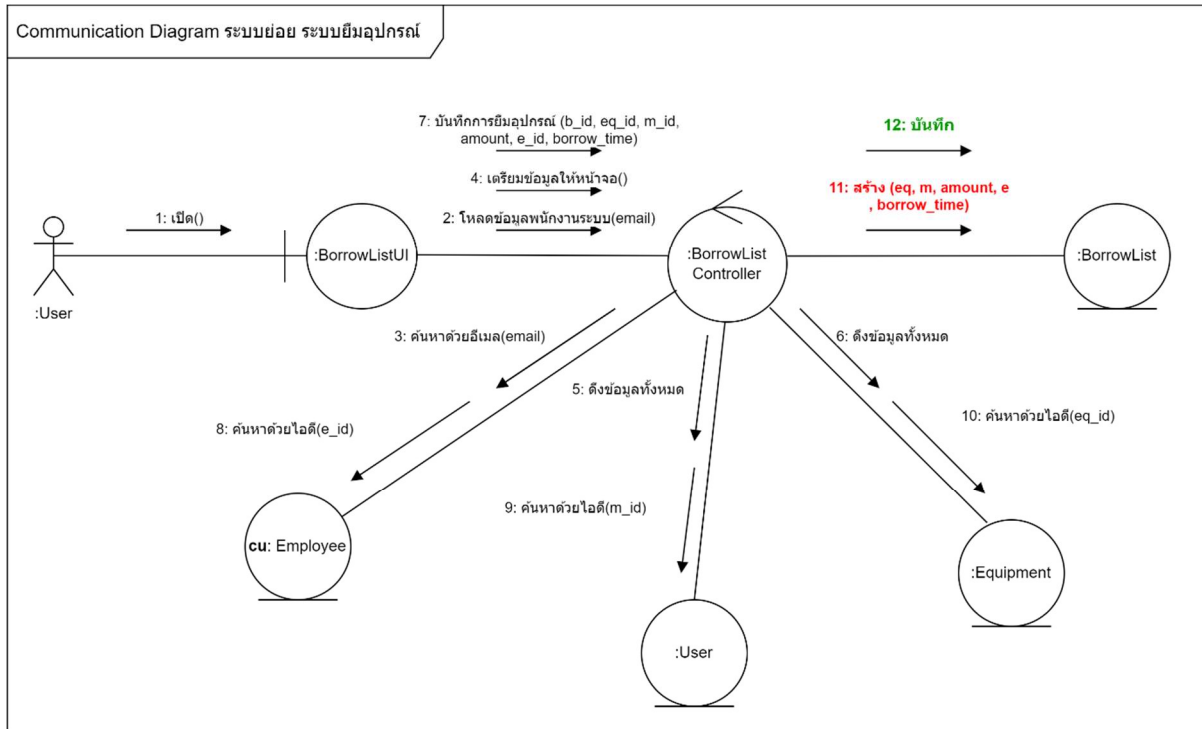 Communication Diagram ระบบย่อย ระบบยืมอุปกรณ์
7: บันทึกการยืมอุปกรณ์ (b_id, eq_id, m_id,
amount, e_id, borrow_time)
12: บันทึก
4: เตรียมข้อมูลให้หน้าจอ()
11: สร้าง (eq, m, amount, e
, borrow_time)
1: เปิด()
2: โหลดข้อมูลพนักงานระบบ(email)
:BorrowListUI
:BorrowList
Controller
:BorrowList
:User
3: ค้นหาด้วยอีเมล(email)
6: ดึงข้อมูลทั้งหมด
5: ดึงข้อมูลทั้งหมด
10: ค้นหาด้วยไอดี(eq_id)
8: ค้นหาด้วยไอดี(e_id)
9: ค้นหาด้วยไอดี(m_id)
cu: Employee
:Equipment
:User